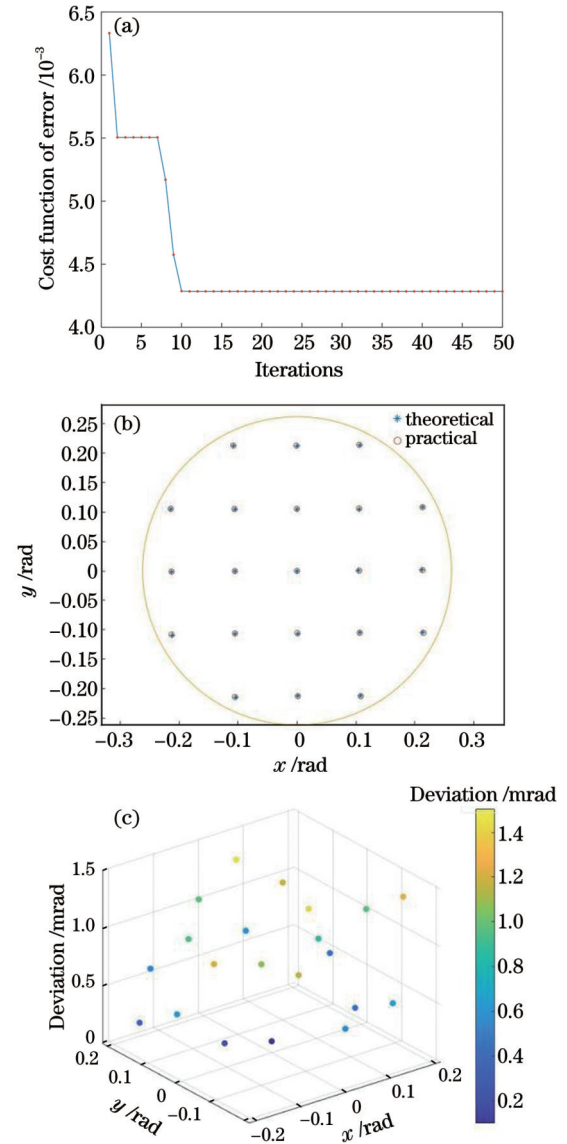 (a)
6.5
6.0
5.5
5.0
4.5
4.0
Cost function of error /10⁻³
0 5 10 15 20 25 30 35 40 45 50
Iterations
(b)
theoretical
practical
0.25
0.20
0.15
0.10
0.05
0
−0.05
−0.10
−0.15
−0.20
−0.25
y /rad
−0.3 −0.2 −0.1 0 0.1 0.2 0.3
x /rad
(c)
Deviation /mrad
1.5
1.0
0.5
0
Deviation /mrad
0.2
0.1
0
−0.1
−0.2
y /rad
−0.1
0
0.1
0.2
x /rad
1.4
1.2
1.0
0.8
0.6
0.4
0.2